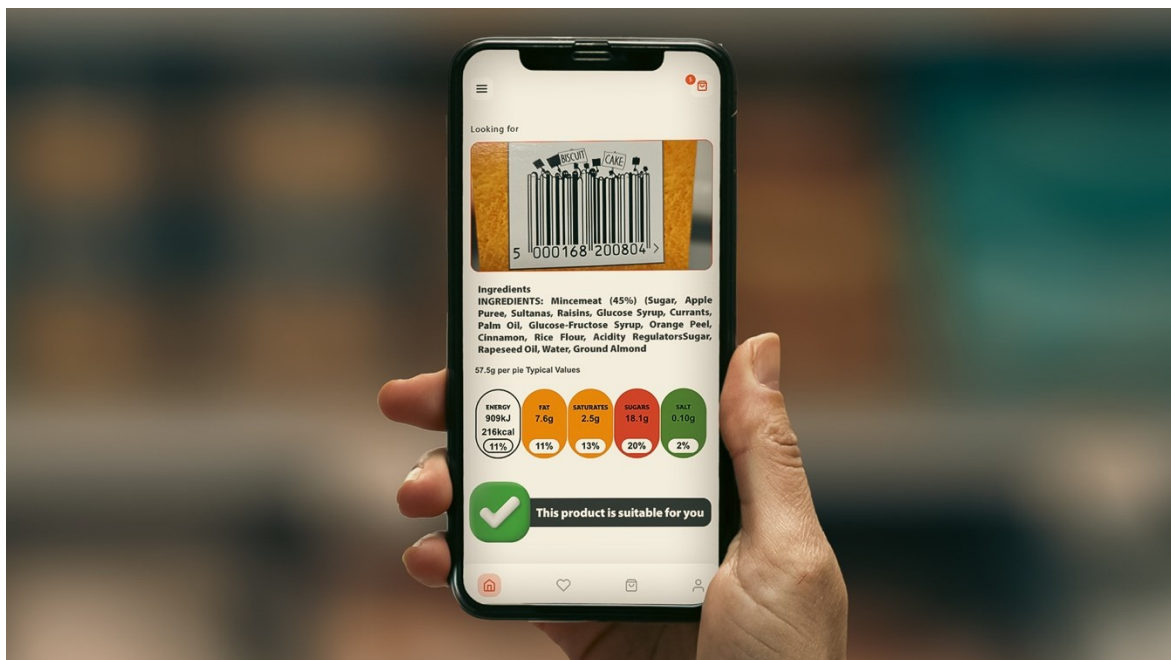 5
Looking for
BISCUIT CAKE
5 000168 200804 >
Ingredients
INGREDIENTS: Mincemeat (45%) (Sugar, Apple
Puree, Sultanas, Raisins, Glucose Syrup, Currants,
Palm Oil, Glucose-Fructose Syrup, Orange Peel,
Cinnamon, Rice Flour, Acidity RegulatorsSugar,
Rapeseed Oil, Water, Ground Almond
57.5g per pie Typical Values
ENERGY FAT SATURATES SUGARS SALT
909kJ 7.6g 2.5g 18.1g 0.10g
216kcal
11% 11% 13% 20% 2%
This product is suitable for you